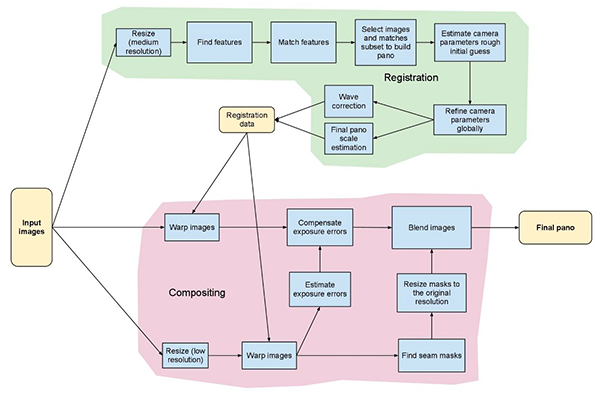 Resize
(medium
resolution)
Find features
Match features
Select images
and matches
subset to build
pano
Estimate camera
parameters rough
initial guess
Registration
Wave
correction
Final pano
scale
estimation
Refine camera
parameters
globally
Registration
data
Input
images
Warp images
Compensate
exposure errors
Blend images
Final pano
Compositing
Estimate
exposure errors
Resize masks to
the original
resolution
Resize (low
resolution)
Warp images
Find seam masks